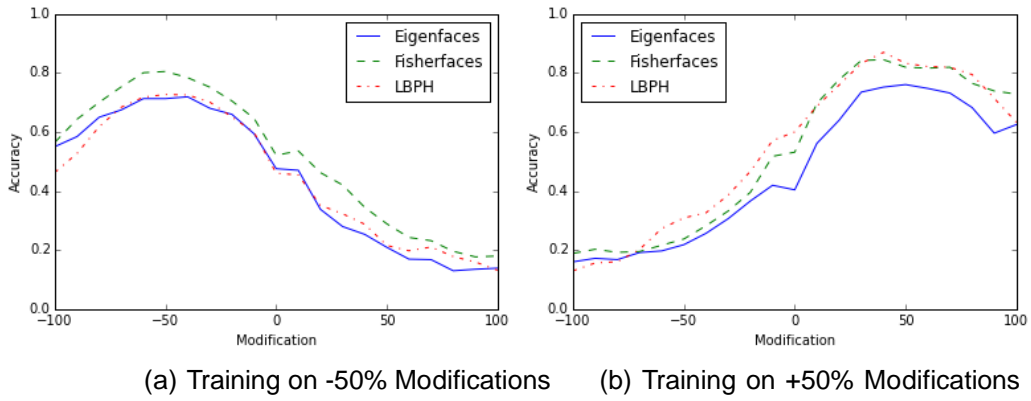 1.0
0.8
0.6
0.4
0.2
0.0
Accuracy
Eigenfaces
Fisherfaces
LBPH
−100
−50
0
50
100
Modification
(a) Training on -50% Modifications
1.0
0.8
0.6
0.4
0.2
0.0
Accuracy
Eigenfaces
Fisherfaces
LBPH
−100
−50
0
50
100
Modification
(b) Training on +50% Modifications